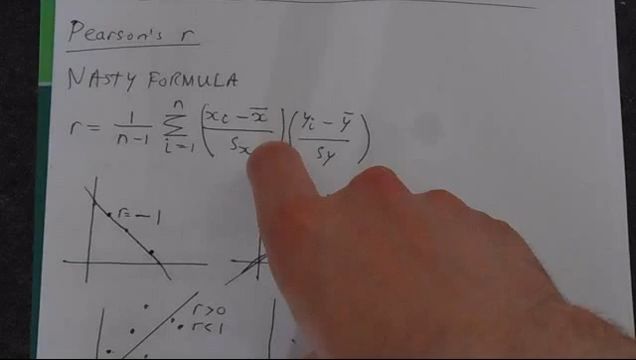 Pearson's r
NASTY FORMULA
r = 1/(n-1) Σ_{i=1}^{n} ((x_i - x̄)/s_x) ((y_i - ȳ)/s_y)
r = -1
r>0
r<1